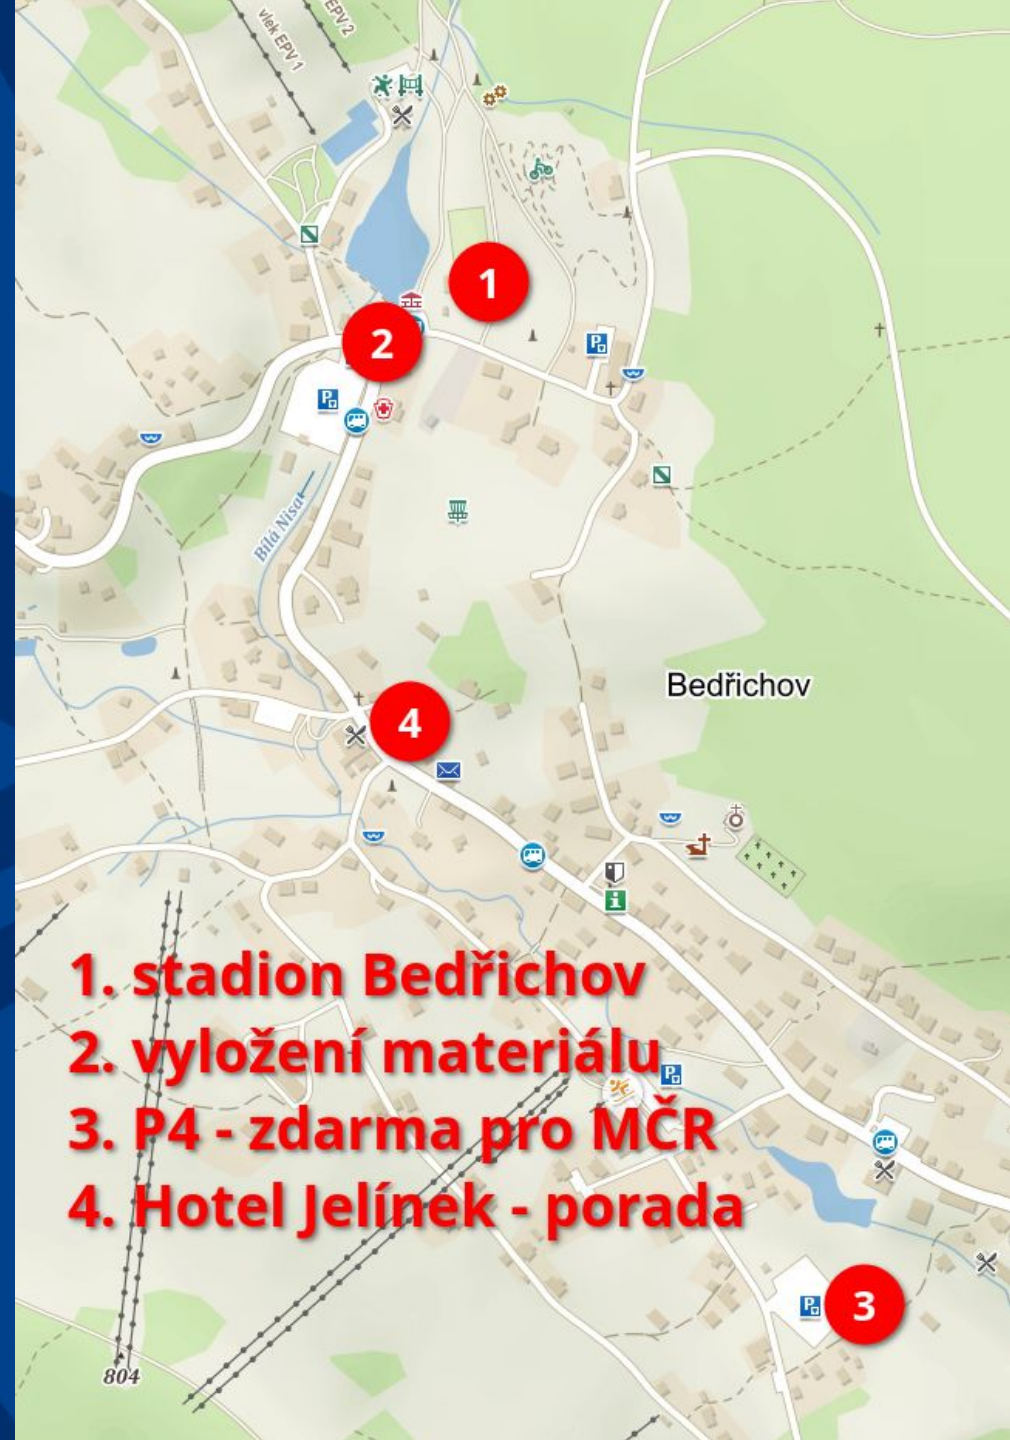 vlek EPV 1
EPV 2
1
2
Bílá Nisa
Bedřichov
4
1. stadion Bedřichov
2. vyložení materiálu
3. P4 - zdarma pro MČR
4. Hotel Jelínek - porada
3
804